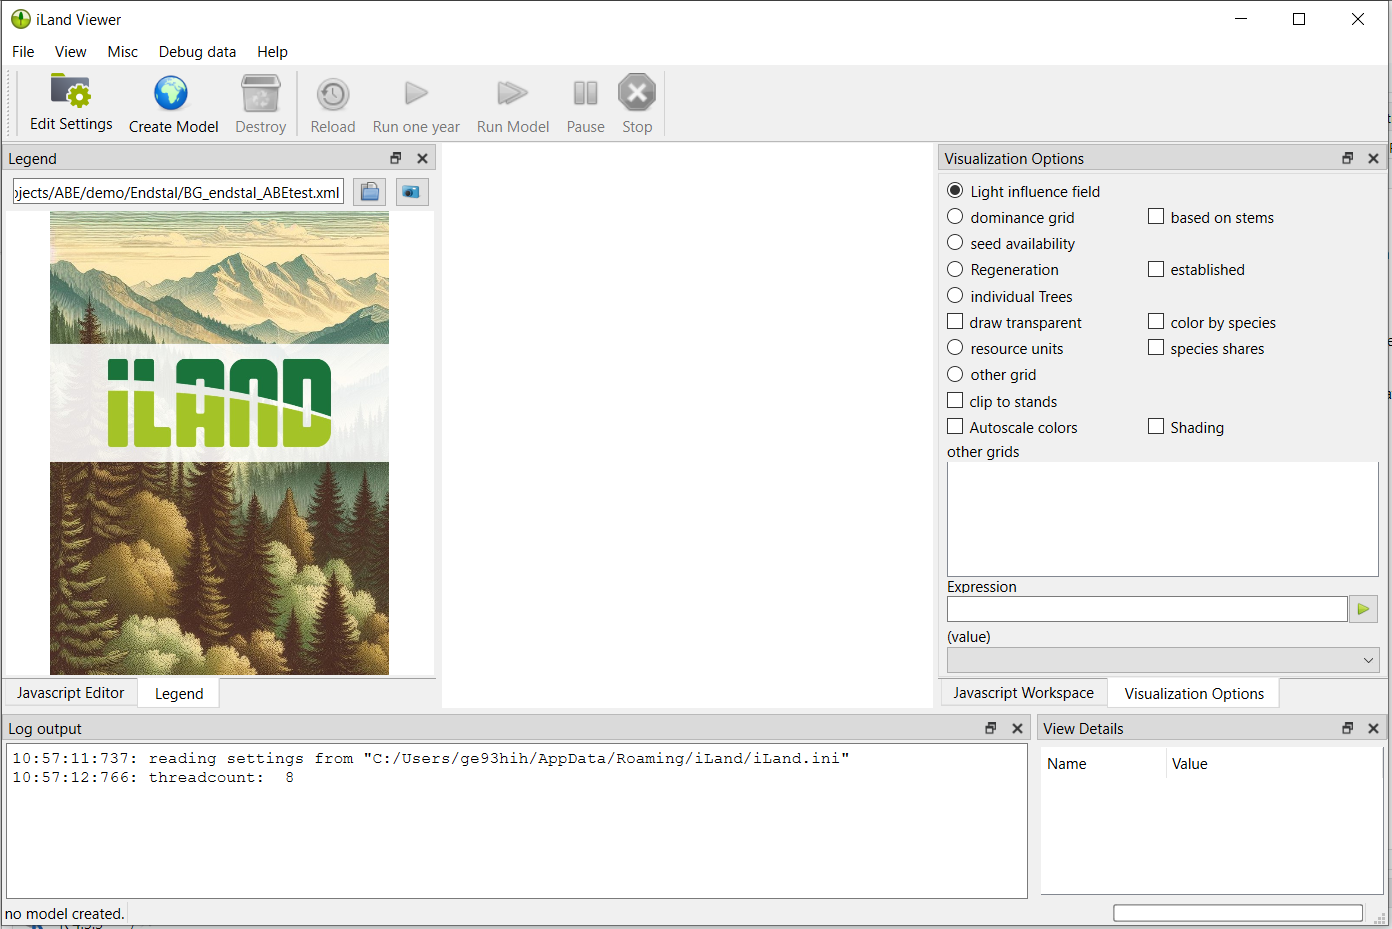 iLand Viewer
File View Misc Debug data Help
Edit Settings Create Model Destroy Reload Run one year Run Model Pause Stop
Legend
jects/ABE/demo/Endstal/BG_endstal_ABEtest.xml
iLAND
Javascript Editor Legend
Visualization Options
Light influence field
dominance grid based on stems
seed availability
Regeneration established
individual Trees
draw transparent color by species
resource units species shares
other grid
clip to stands
Autoscale colors Shading
other grids
Expression
(value)
Javascript Workspace Visualization Options
Log output
10:57:11:737: reading settings from "C:/Users/ge93hih/AppData/Roaming/iLand/iLand.ini"
10:57:12:766: threadcount: 8
View Details
Name Value
no model created.